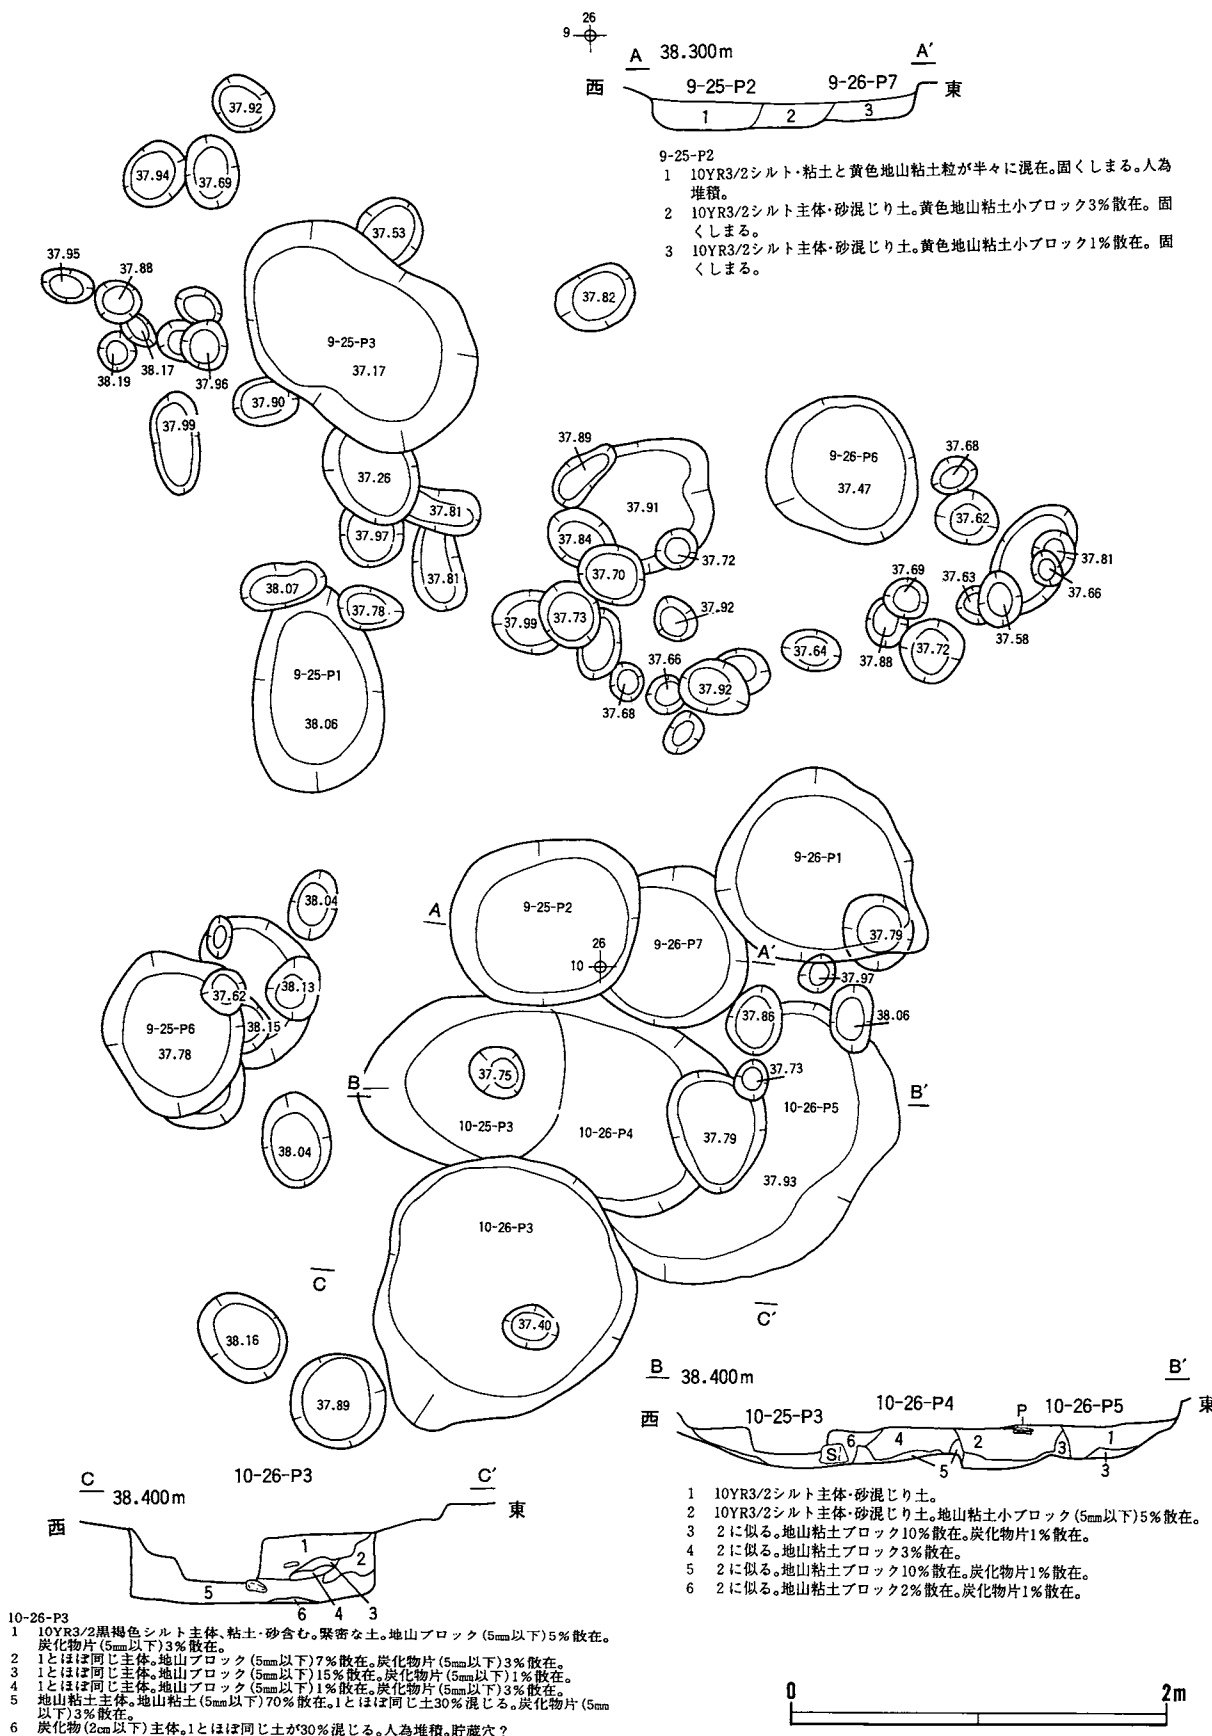 26
9
A 38.300m A′
西 9-25-P2 9-26-P7 東
1 2 3
9-25-P2
1 10YR3/2シルト・粘土と黄色地山粘土粒が半々に混在。固くしまる。人為
堆積。
2 10YR3/2シルト主体・砂混じり土。黄色地山粘土小ブロック3%散在。固
くしまる。
3 10YR3/2シルト主体・砂混じり土。黄色地山粘土小ブロック1%散在。固
くしまる。
37.92
37.94
37.69
37.53
37.95
37.88
37.82
9-25-P3
37.17
38.19
38.17
37.96
37.90
37.99
37.26
37.81
37.97
37.81
37.89
37.91
37.84
37.72
37.70
9-26-P6
37.47
37.68
37.62
37.81
37.66
37.69
37.63
37.58
38.07
37.78
37.99
37.73
37.92
37.64
37.88
37.72
37.66
37.92
37.68
9-25-P1
38.06
9-26-P1
37.79
38.04
A
9-25-P2
26
10
9-26-P7
A′
37.97
37.62
38.13
38.15
9-25-P6
37.78
37.86
38.06
B
37.75
37.73
10-26-P5
B′
10-25-P3
10-26-P4
37.79
38.04
37.93
10-26-P3
C
C′
38.16
37.40
37.89
B 38.400m B′
西 10-25-P3 10-26-P4 P 10-26-P5 東
S 6 4 2 3 1
5 3
1 10YR3/2シルト主体・砂混じり土。
2 10YR3/2シルト主体・砂混じり土。地山粘土小ブロック(5㎜以下)5%散在。
3 2に似る。地山粘土ブロック10%散在。炭化物片1%散在。
4 2に似る。地山粘土ブロック3%散在。
5 2に似る。地山粘土ブロック10%散在。炭化物片1%散在。
6 2に似る。地山粘土ブロック2%散在。炭化物片1%散在。
C 10-26-P3 C′
38.400m
西 東
1 2
5
6 4 3
10-26-P3
1 10YR3/2黒褐色シルト主体、粘土・砂含む。緊密な土。地山ブロック(5㎜以下)5%散在。
炭化物片(5㎜以下)3%散在。
2 1とほぼ同じ主体。地山ブロック(5㎜以下)7%散在。炭化物片(5㎜以下)3%散在。
3 1とほぼ同じ主体。地山ブロック(5㎜以下)15%散在。炭化物片(5㎜以下)1%散在。
4 1とほぼ同じ主体。地山ブロック(5㎜以下)1%散在。炭化物片(5㎜以下)3%散在。
5 地山粘土主体。地山粘土(5㎜以下)70%散在。1とほぼ同じ土30%混じる。炭化物片(5㎜
以下)3%散在。
6 炭化物(2㎝以下)主体。1とほぼ同じ土が30%混じる。人為堆積。貯蔵穴?
0 2m